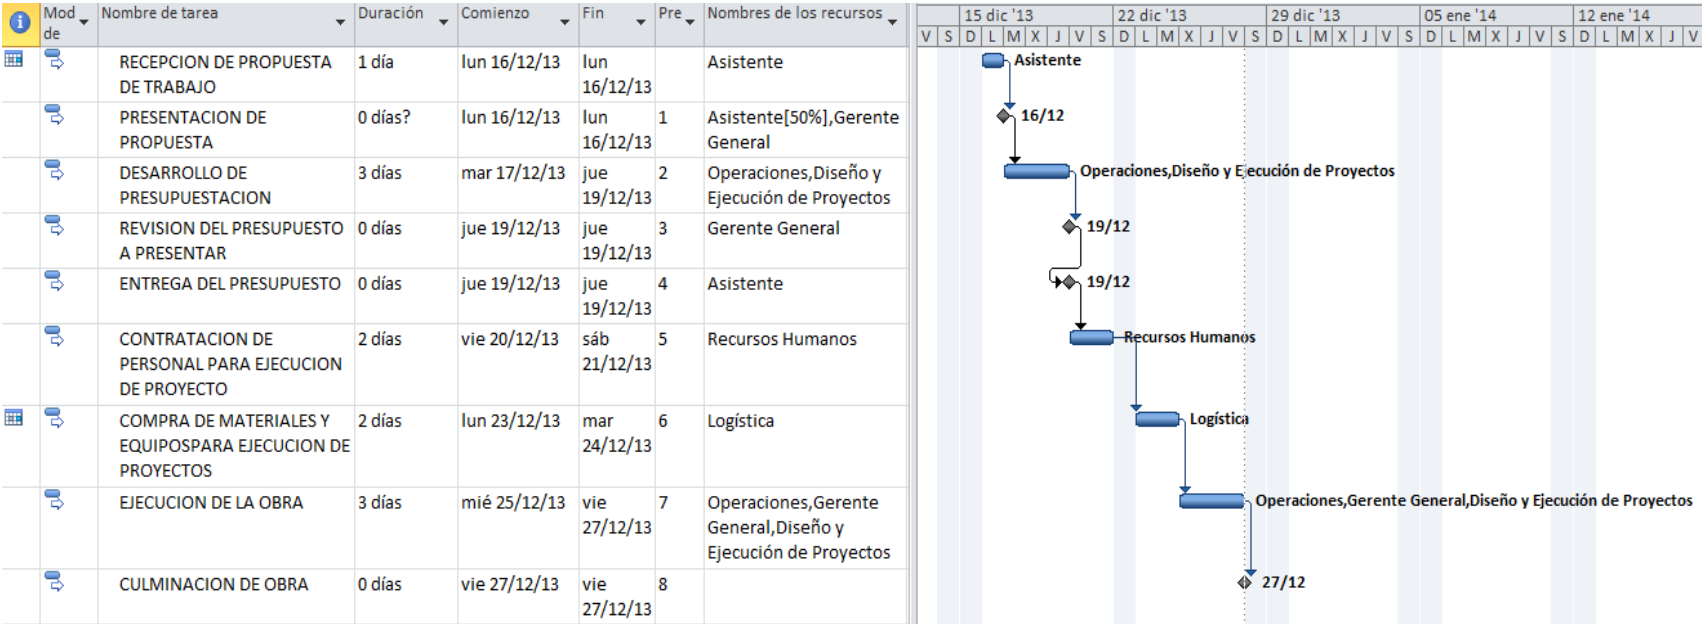 Mod Nombre de tarea Duración Comienzo Fin Pre Nombres de los recursos
de
15 dic '13 22 dic '13 29 dic '13 05 ene '14 12 ene '14
V S D L M X J V S D L M X J V S D L M X J V S D L M X J V S D L M X J V
RECEPCION DE PROPUESTA 1 día lun 16/12/13 lun Asistente
DE TRABAJO 16/12/13
Asistente
PRESENTACION DE 0 días? lun 16/12/13 lun 1 Asistente[50%],Gerente
PROPUESTA 16/12/13 General
16/12
DESARROLLO DE 3 días mar 17/12/13 jue 2 Operaciones,Diseño y
PRESUPUESTACION 19/12/13 Ejecución de Proyectos
Operaciones,Diseño y Ejecución de Proyectos
REVISION DEL PRESUPUESTO 0 días jue 19/12/13 jue 3 Gerente General
A PRESENTAR 19/12/13
19/12
ENTREGA DEL PRESUPUESTO 0 días jue 19/12/13 jue 4 Asistente
19/12/13
19/12
CONTRATACION DE 2 días vie 20/12/13 sáb 5 Recursos Humanos
PERSONAL PARA EJECUCION 21/12/13
DE PROYECTO
Recursos Humanos
COMPRA DE MATERIALES Y 2 días lun 23/12/13 mar 6 Logística
EQUIPOSPARA EJECUCION DE 24/12/13
PROYECTOS
Logística
EJECUCION DE LA OBRA 3 días mié 25/12/13 vie 7 Operaciones,Gerente
27/12/13 General,Diseño y
Ejecución de Proyectos
Operaciones,Gerente General,Diseño y Ejecución de Proyectos
CULMINACION DE OBRA 0 días vie 27/12/13 vie 8
27/12/13
27/12